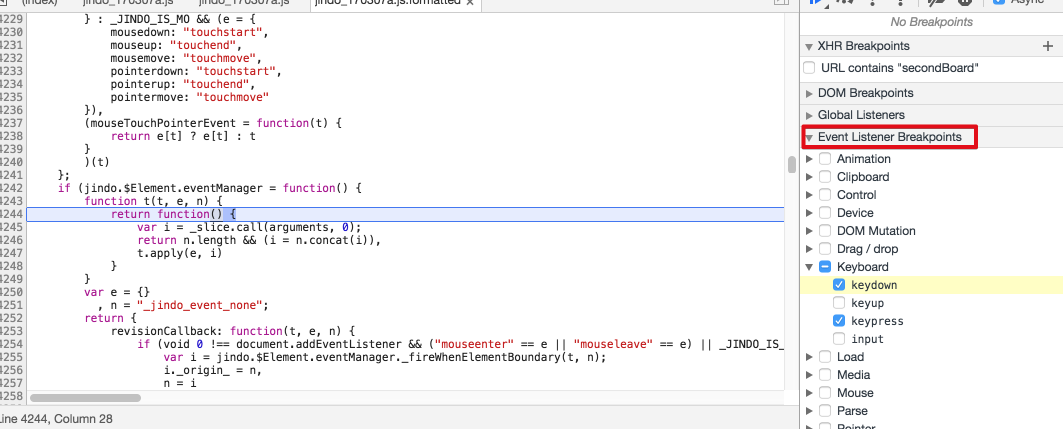 (index) jindo_170307a.js jindo_170307a.js jindo_170307a.js:formatted ×
4229 } : _JINDO_IS_MO && (e = {
4230 mousedown: "touchstart",
4231 mouseup: "touchend",
4232 mousemove: "touchmove",
4233 pointerdown: "touchstart",
4234 pointerup: "touchend",
4235 pointermove: "touchmove"
4236 }),
4237 (mouseTouchPointerEvent = function(t) {
4238 return e[t] ? e[t] : t
4239 }
4240 )(t)
4241 };
4242 if (jindo.$Element.eventManager = function() {
4243 function t(t, e, n) {
4244 return function() {
4245 var i = _slice.call(arguments, 0);
4246 return n.length && (i = n.concat(i)),
4247 t.apply(e, i)
4248 }
4249 }
4250 var e = {}
4251 , n = "_jindo_event_none";
4252 return {
4253 revisionCallback: function(t, e, n) {
4254 if (void 0 !== document.addEventListener && ("mouseenter" == e || "mouseleave" == e) || _JINDO_IS_
4255 var i = jindo.$Element.eventManager._fireWhenElementBoundary(t, n);
4256 i._origin_ = n,
4257 n = i
4258
Line 4244, Column 28
Async
No Breakpoints
XHR Breakpoints +
URL contains "secondBoard"
DOM Breakpoints
Global Listeners
Event Listener Breakpoints
Animation
Clipboard
Control
Device
DOM Mutation
Drag / drop
Keyboard
keydown
keyup
keypress
input
Load
Media
Mouse
Parse
Pointer